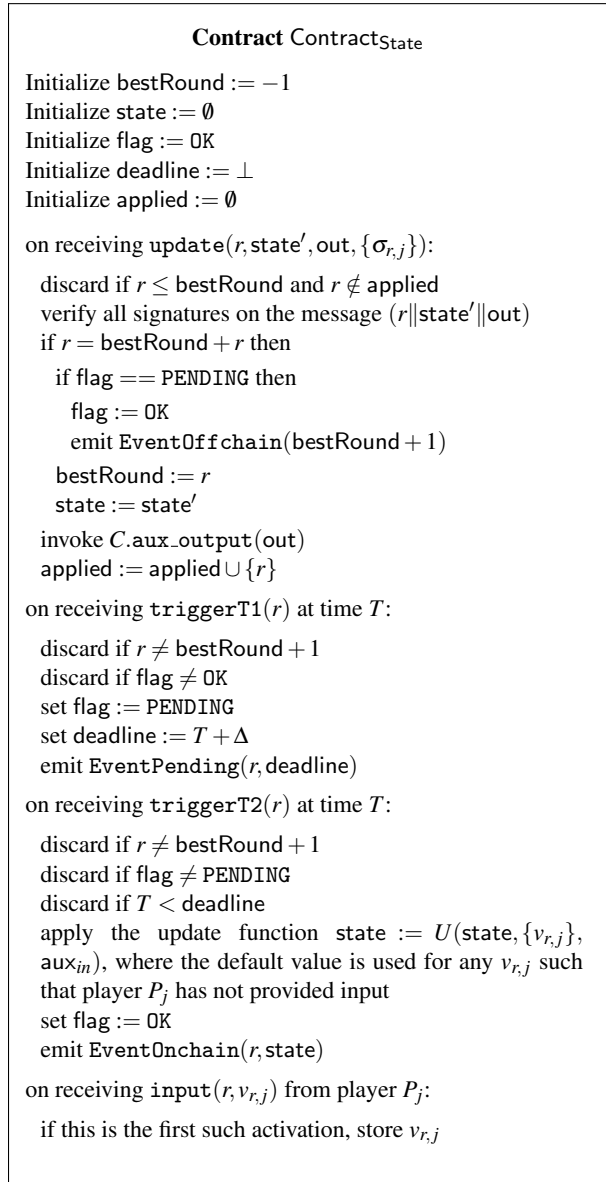 Contract Contract_State
Initialize bestRound := −1
Initialize state := ∅
Initialize flag := OK
Initialize deadline := ⊥
Initialize applied := ∅
on receiving update(r, state′, out, {σ_{r,j}}):
discard if r ≤ bestRound and r ∉ applied
verify all signatures on the message (r‖state′‖out)
if r = bestRound + r then
if flag == PENDING then
flag := OK
emit EventOffchain(bestRound + 1)
bestRound := r
state := state′
invoke C.aux_output(out)
applied := applied ∪ {r}
on receiving triggerT1(r) at time T:
discard if r ≠ bestRound + 1
discard if flag ≠ OK
set flag := PENDING
set deadline := T + Δ
emit EventPending(r, deadline)
on receiving triggerT2(r) at time T:
discard if r ≠ bestRound + 1
discard if flag ≠ PENDING
discard if T < deadline
apply the update function state := U(state, {v_{r,j}},
aux_{in}), where the default value is used for any v_{r,j} such
that player P_j has not provided input
set flag := OK
emit EventOnchain(r, state)
on receiving input(r, v_{r,j}) from player P_j:
if this is the first such activation, store v_{r,j}